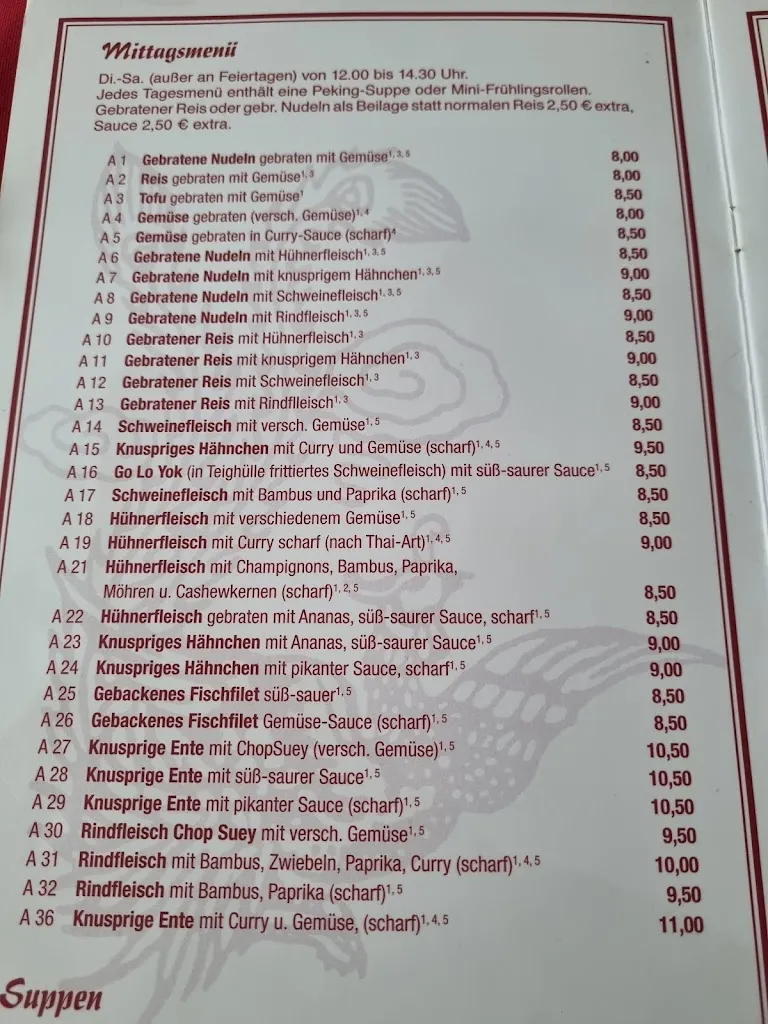 Mittagsmenü
Di.-Sa. (außer an Feiertagen) von 12.00 bis 14.30 Uhr.
Jedes Tagesmenü enthält eine Peking-Suppe oder Mini-Frühlingsrollen.
Gebratener Reis oder gebr. Nudeln als Beilage statt normalen Reis 2,50 € extra,
Sauce 2,50 € extra.
A 1 Gebratene Nudeln gebraten mit Gemüse1, 3, 5 8,00
A 2 Reis gebraten mit Gemüse1, 3 8,00
A 3 Tofu gebraten mit Gemüse1 8,50
A 4 Gemüse gebraten (versch. Gemüse)1, 4 8,00
A 5 Gemüse gebraten in Curry-Sauce (scharf)4 8,50
A 6 Gebratene Nudeln mit Hühnerfleisch1, 3, 5 8,50
A 7 Gebratene Nudeln mit knusprigem Hähnchen1, 3, 5 9,00
A 8 Gebratene Nudeln mit Schweinefleisch1, 3, 5 8,50
A 9 Gebratene Nudeln mit Rindfleisch1, 3, 5 9,00
A 10 Gebratener Reis mit Hühnerfleisch1, 3 8,50
A 11 Gebratener Reis mit knusprigem Hähnchen1, 3 9,00
A 12 Gebratener Reis mit Schweinefleisch1, 3 8,50
A 13 Gebratener Reis mit Rindflleisch1, 3 9,00
A 14 Schweinefleisch mit versch. Gemüse1, 5 8,50
A 15 Knuspriges Hähnchen mit Curry und Gemüse (scharf)1, 4, 5 9,50
A 16 Go Lo Yok (in Teighülle frittiertes Schweinefleisch) mit süß-saurer Sauce1, 5 8,50
A 17 Schweinefleisch mit Bambus und Paprika (scharf)1, 5 8,50
A 18 Hühnerfleisch mit verschiedenem Gemüse1, 5 8,50
A 19 Hühnerfleisch mit Curry scharf (nach Thai-Art)1, 4, 5 9,00
A 21 Hühnerfleisch mit Champignons, Bambus, Paprika,
Möhren u. Cashewkernen (scharf)1, 2, 5 8,50
A 22 Hühnerfleisch gebraten mit Ananas, süß-saurer Sauce, scharf1, 5 8,50
A 23 Knuspriges Hähnchen mit Ananas, süß-saurer Sauce1, 5 9,00
A 24 Knuspriges Hähnchen mit pikanter Sauce, scharf1, 5 9,00
A 25 Gebackenes Fischfilet süß-sauer1, 5 8,50
A 26 Gebackenes Fischfilet Gemüse-Sauce (scharf)1, 5 8,50
A 27 Knusprige Ente mit ChopSuey (versch. Gemüse)1, 5 10,50
A 28 Knusprige Ente mit süß-saurer Sauce1, 5 10,50
A 29 Knusprige Ente mit pikanter Sauce (scharf)1, 5 10,50
A 30 Rindfleisch Chop Suey mit versch. Gemüse1, 5 9,50
A 31 Rindfleisch mit Bambus, Zwiebeln, Paprika, Curry (scharf)1, 4, 5 10,00
A 32 Rindfleisch mit Bambus, Paprika (scharf)1, 5 9,50
A 36 Knusprige Ente mit Curry u. Gemüse, (scharf)1, 4, 5 11,00
Suppen